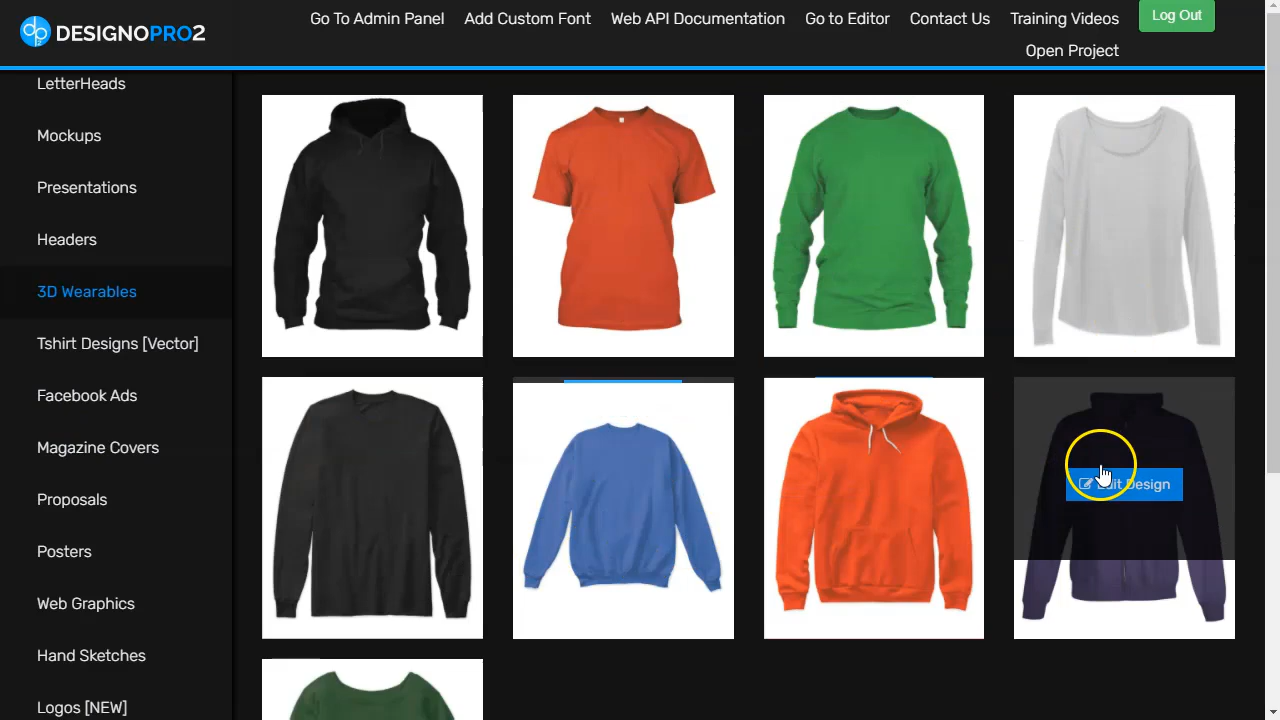 DESIGNOPRO2
Go To Admin Panel Add Custom Font Web API Documentation Go to Editor Contact Us Training Videos Log Out
Open Project
LetterHeads
Mockups
Presentations
Headers
3D Wearables
Tshirt Designs [Vector]
Facebook Ads
Magazine Covers
Proposals
Posters
Web Graphics
Hand Sketches
Logos [NEW]
Edit Design